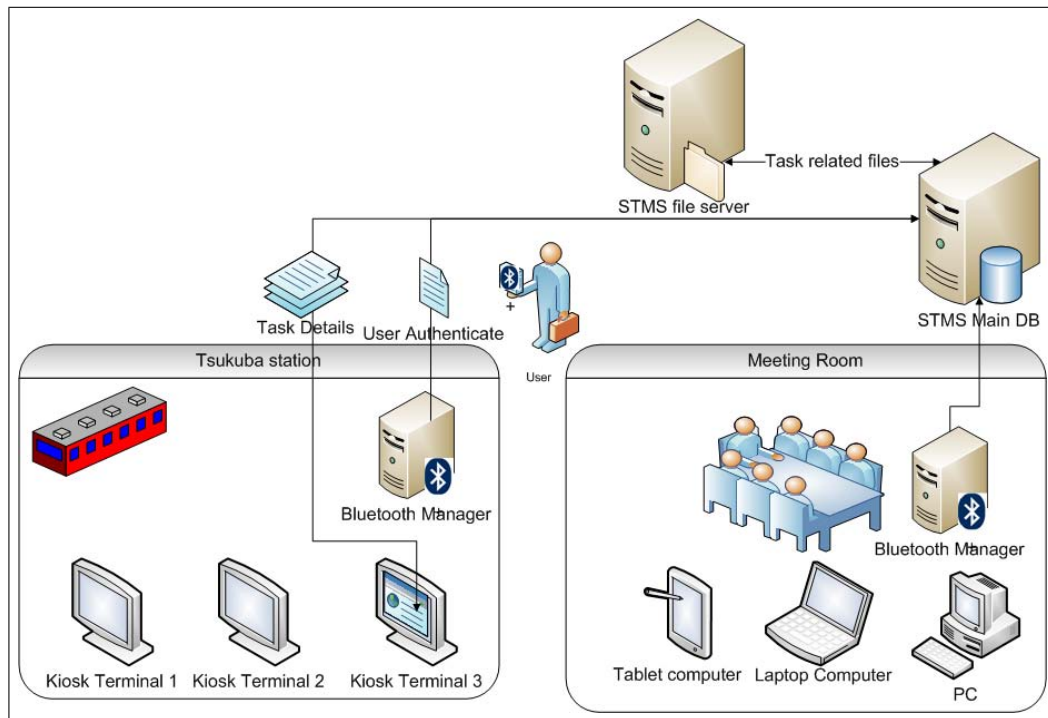 Task related files
STMS file server
Task Details
User Authenticate
+
STMS Main DB
User
Tsukuba station
Meeting Room
Bluetooth Manager
+
Bluetooth Manager
+
Kiosk Terminal 1
Kiosk Terminal 2
Kiosk Terminal 3
Tablet computer
Laptop Computer
PC